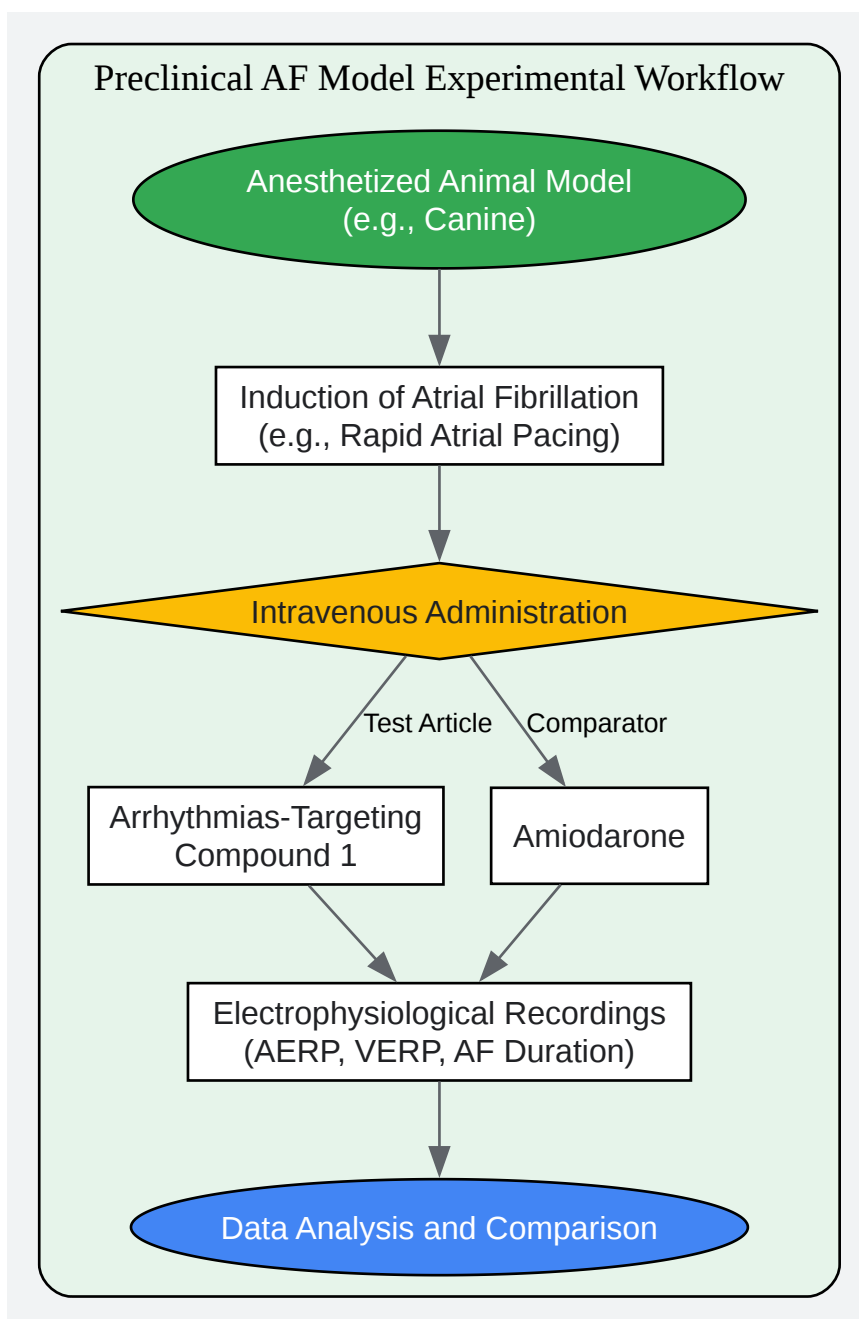 Preclinical AF Model Experimental Workflow
Anesthetized Animal Model
(e.g., Canine)
Induction of Atrial Fibrillation
(e.g., Rapid Atrial Pacing)
Intravenous Administration
Test Article
Comparator
Arrhythmias-Targeting
Compound 1
Amiodarone
Electrophysiological Recordings
(AERP, VERP, AF Duration)
Data Analysis and Comparison